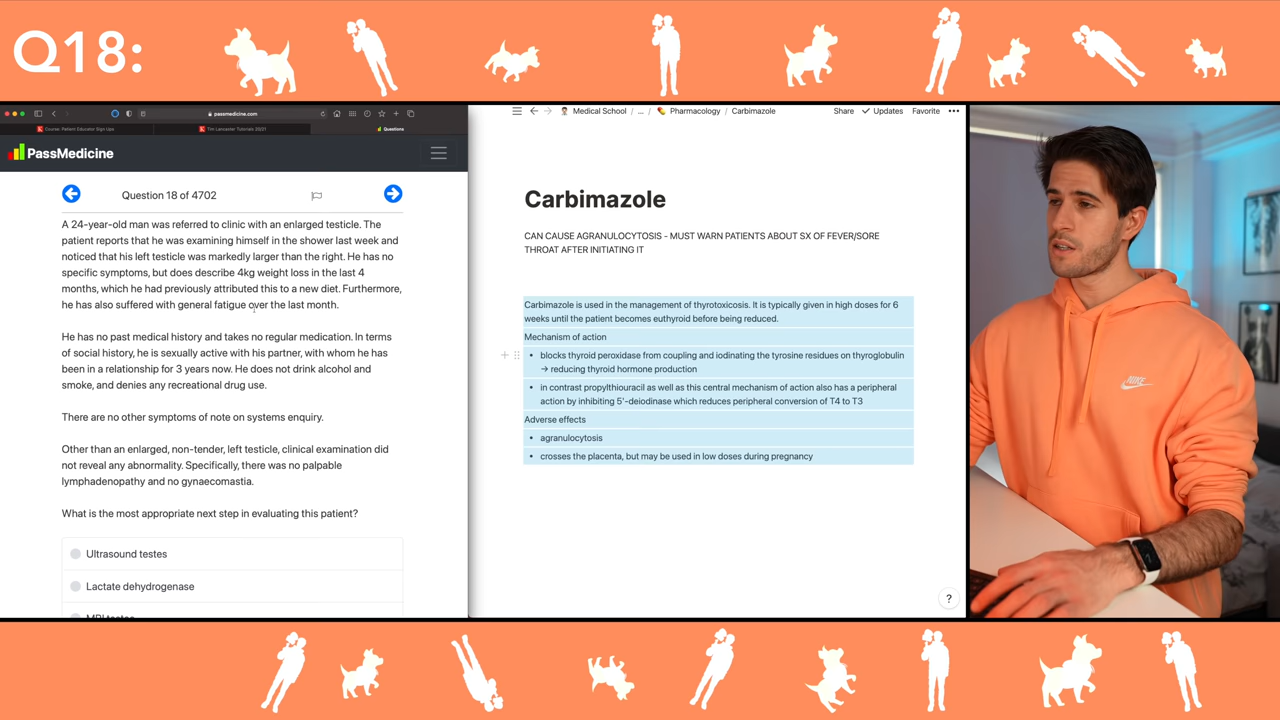 Q18:
passmedicine.com
Course: Patient Educator Sign Ups
Tim Lancaster Tutorials 20/21
Questions
PassMedicine
Question 18 of 4702
A 24-year-old man was referred to clinic with an enlarged testicle. The
patient reports that he was examining himself in the shower last week and
noticed that his left testicle was markedly larger than the right. He has no
specific symptoms, but does describe 4kg weight loss in the last 4
months, which he had previously attributed this to a new diet. Furthermore,
he has also suffered with general fatigue over the last month.
He has no past medical history and takes no regular medication. In terms
of social history, he is sexually active with his partner, with whom he has
been in a relationship for 3 years now. He does not drink alcohol and
smoke, and denies any recreational drug use.
There are no other symptoms of note on systems enquiry.
Other than an enlarged, non-tender, left testicle, clinical examination did
not reveal any abnormality. Specifically, there was no palpable
lymphadenopathy and no gynaecomastia.
What is the most appropriate next step in evaluating this patient?
Ultrasound testes
Lactate dehydrogenase
MRI testes
Medical School / ... / Pharmacology / Carbimazole
Share Updates Favorite •••
Carbimazole
CAN CAUSE AGRANULOCYTOSIS - MUST WARN PATIENTS ABOUT SX OF FEVER/SORE
THROAT AFTER INITIATING IT
Carbimazole is used in the management of thyrotoxicosis. It is typically given in high doses for 6
weeks until the patient becomes euthyroid before being reduced.
Mechanism of action
• blocks thyroid peroxidase from coupling and iodinating the tyrosine residues on thyroglobulin
→ reducing thyroid hormone production
• in contrast propylthiouracil as well as this central mechanism of action also has a peripheral
action by inhibiting 5'-deiodinase which reduces peripheral conversion of T4 to T3
Adverse effects
• agranulocytosis
• crosses the placenta, but may be used in low doses during pregnancy
?
NIKE